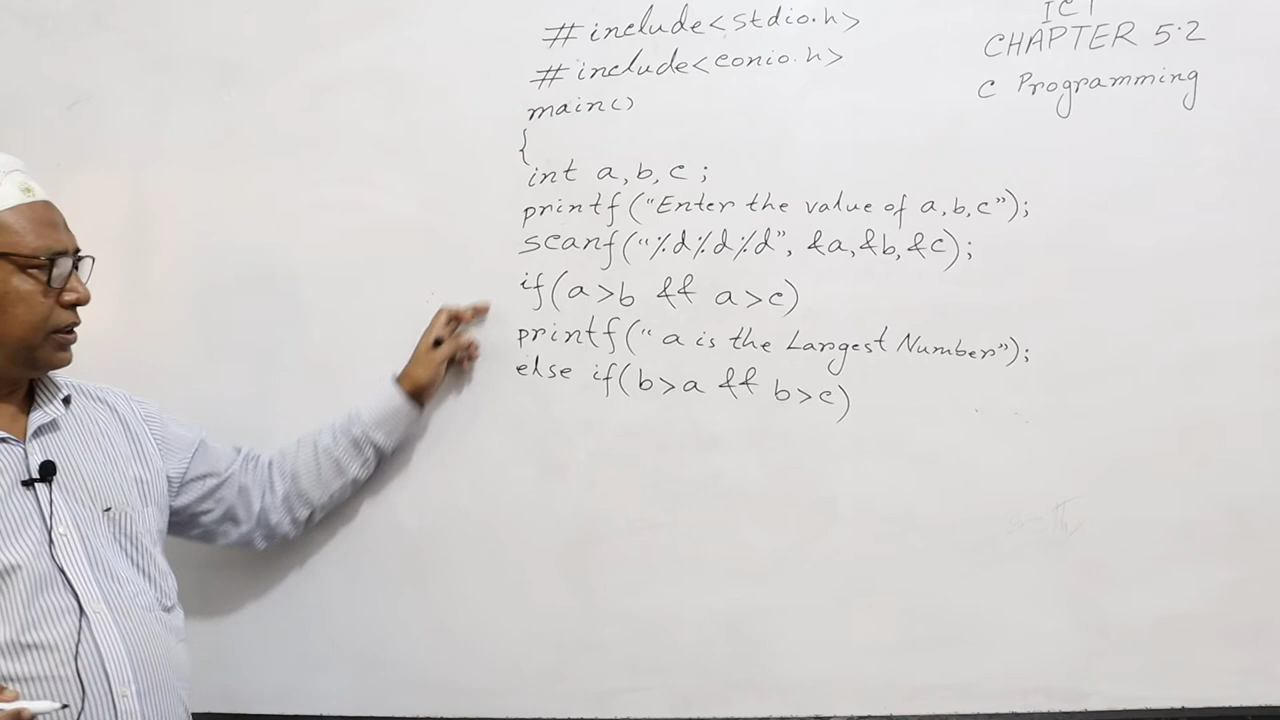 #include<stdio.h>
#include<conio.h>
main()
{
int a,b,c;
printf("Enter the value of a,b,c");
scanf("%d%d%d", &a,&b,&c);
if(a>b && a>c)
printf("a is the Largest Number");
else if(b>a && b>c)
ICT
CHAPTER 5.2
C Programming